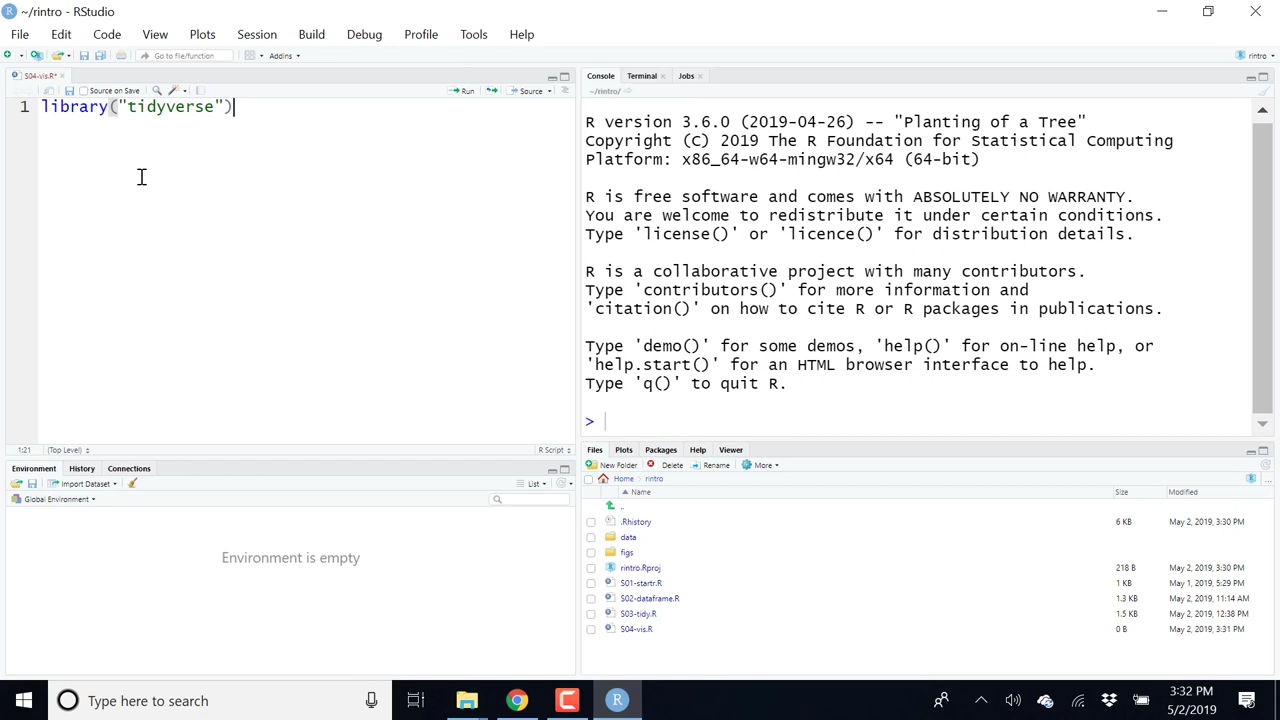 ~/rintro - RStudio
File Edit Code View Plots Session Build Debug Profile Tools Help
Go to file/function Addins rintro
S04-vis.R*
Source on Save Run Source
1 library("tidyverse")
1:21 (Top Level) R Script
Environment History Connections
Import Dataset List
Global Environment
Environment is empty
Console Terminal Jobs
~/rintro/
R version 3.6.0 (2019-04-26) -- "Planting of a Tree"
Copyright (C) 2019 The R Foundation for Statistical Computing
Platform: x86_64-w64-mingw32/x64 (64-bit)
R is free software and comes with ABSOLUTELY NO WARRANTY.
You are welcome to redistribute it under certain conditions.
Type 'license()' or 'licence()' for distribution details.
R is a collaborative project with many contributors.
Type 'contributors()' for more information and
'citation()' on how to cite R or R packages in publications.
Type 'demo()' for some demos, 'help()' for on-line help, or
'help.start()' for an HTML browser interface to help.
Type 'q()' to quit R.
>
Files Plots Packages Help Viewer
New Folder Delete Rename More
Home rintro
Name Size Modified
..
.Rhistory 6 KB May 2, 2019, 3:30 PM
data
figs
rintro.Rproj 218 B May 2, 2019, 3:30 PM
S01-startr.R 1 KB May 1, 2019, 5:29 PM
S02-dataframe.R 1.3 KB May 2, 2019, 11:14 AM
S03-tidy.R 1.5 KB May 2, 2019, 12:38 PM
S04-vis.R 0 B May 2, 2019, 3:31 PM
Type here to search
3:32 PM
5/2/2019